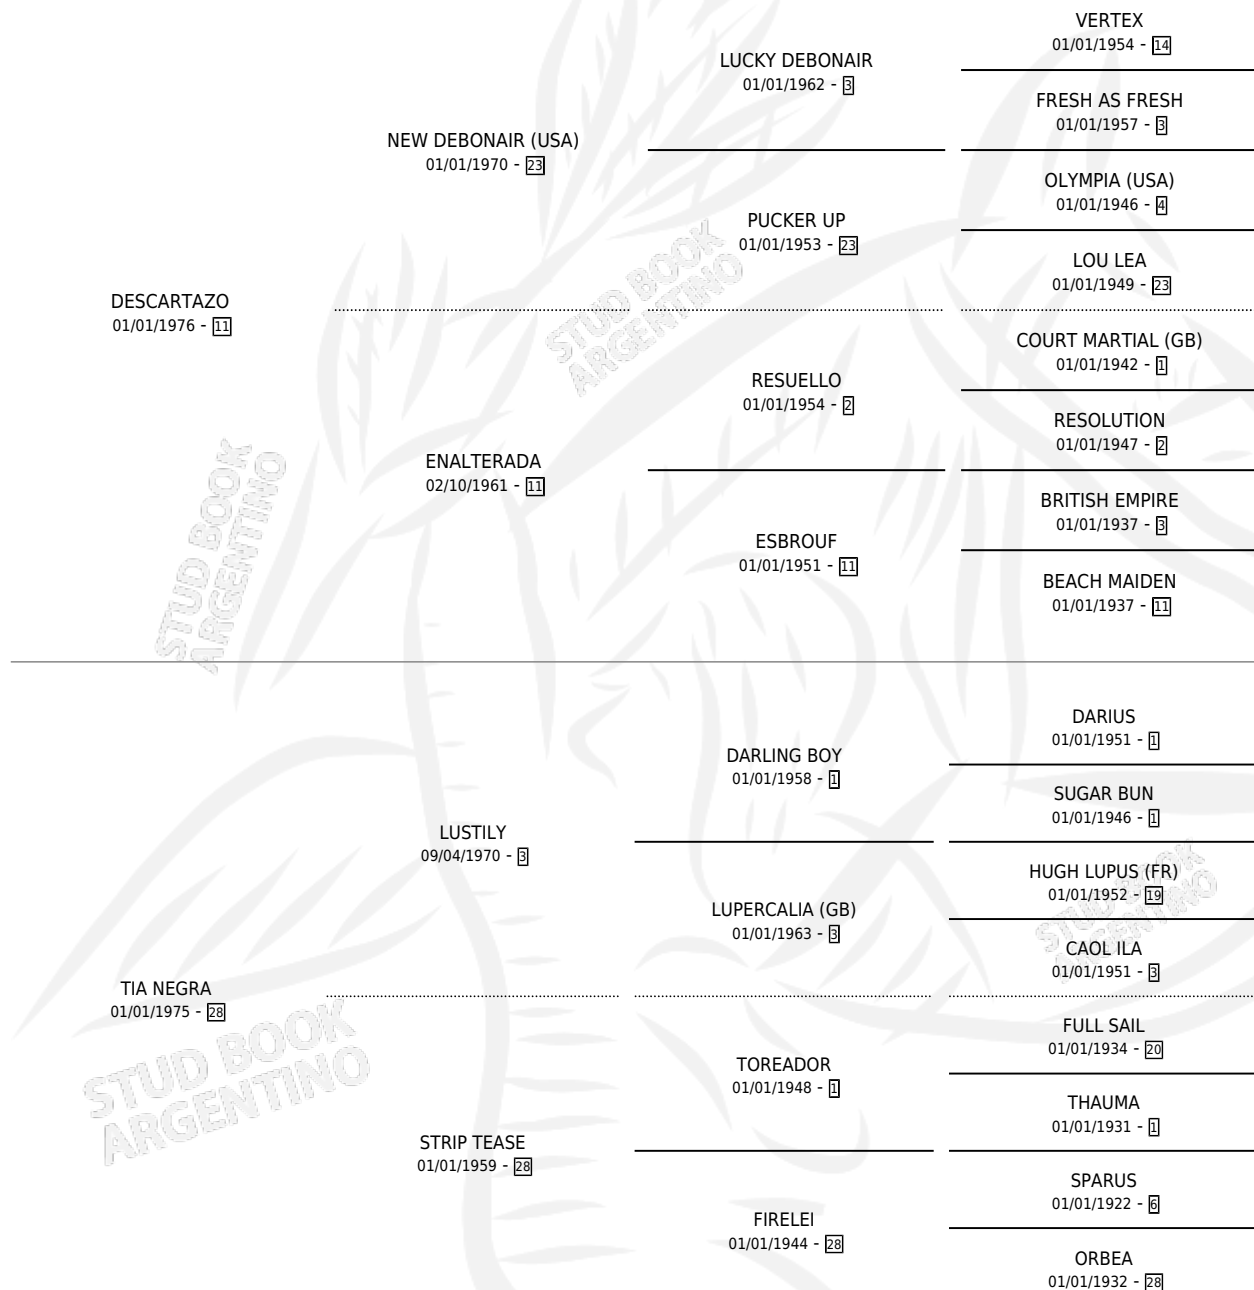 VERTEX
01/01/1954 - 14
LUCKY DEBONAIR
01/01/1962 - 3
FRESH AS FRESH
01/01/1957 - 3
NEW DEBONAIR (USA)
01/01/1970 - 23
OLYMPIA (USA)
01/01/1946 - 4
PUCKER UP
01/01/1953 - 23
LOU LEA
01/01/1949 - 23
STUD BOOK
ARGENTINO
DESCARTAZO
01/01/1976 - 11
COURT MARTIAL (GB)
01/01/1942 - 1
RESUELLO
01/01/1954 - 2
RESOLUTION
01/01/1947 - 2
ENALTERADA
02/10/1961 - 11
BRITISH EMPIRE
01/01/1937 - 3
ESBROUF
01/01/1951 - 11
BEACH MAIDEN
01/01/1937 - 11
STUD BOOK
ARGENTINO
DARIUS
01/01/1951 - 1
DARLING BOY
01/01/1958 - 1
SUGAR BUN
01/01/1946 - 1
LUSTILY
09/04/1970 - 3
HUGH LUPUS (FR)
01/01/1952 - 19
LUPERCALIA (GB)
01/01/1963 - 3
CAOL ILA
01/01/1951 - 3
STUD BOOK
ARGENTINO
TIA NEGRA
01/01/1975 - 28
FULL SAIL
01/01/1934 - 20
TOREADOR
01/01/1948 - 1
THAUMA
01/01/1931 - 1
STRIP TEASE
01/01/1959 - 28
SPARUS
01/01/1922 - 6
FIRELEI
01/01/1944 - 28
ORBEA
01/01/1932 - 28
STUD BOOK
ARGENTINO